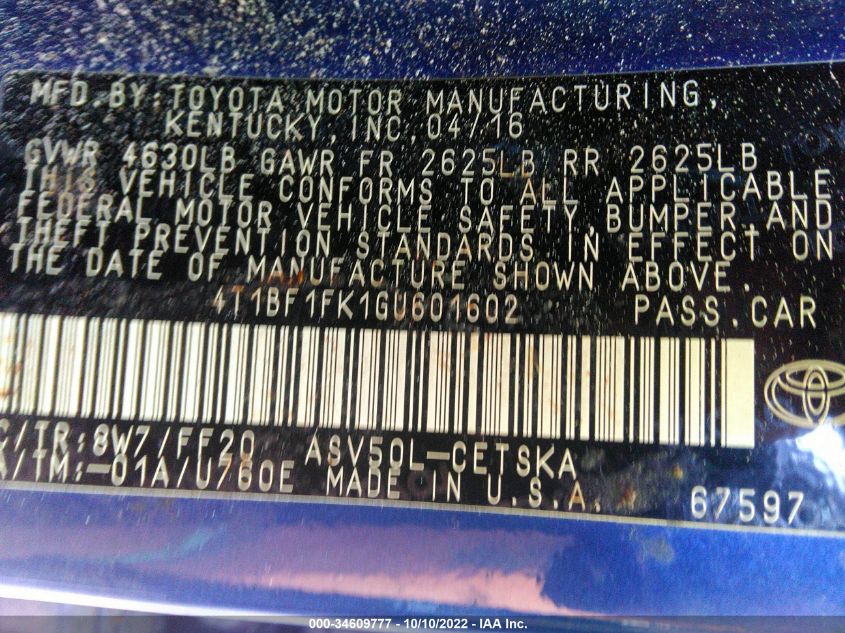 MFD.BY:TOYOTA MOTOR MANUFACTURING,
KENTUCKY,INC.04/16
GVWR 4630LB GAWR FR 2625LB RR 2625LB
THIS VEHICLE CONFORMS TO ALL APPLICABLE
FEDERAL MOTOR VEHICLE SAFETY,BUMPER,AND
THEFT PREVENTION STANDARDS IN EFFECT ON
THE DATE OF MANUFACTURE SHOWN ABOVE.
4T1BF1FK1GU601602 PASS.CAR
C/TR:8W7/FF20 ASV50L-CETSKA
A/TM:-01A/U760E MADE IN U.S.A. 67597
000-34609777 - 10/10/2022 - IAA Inc.